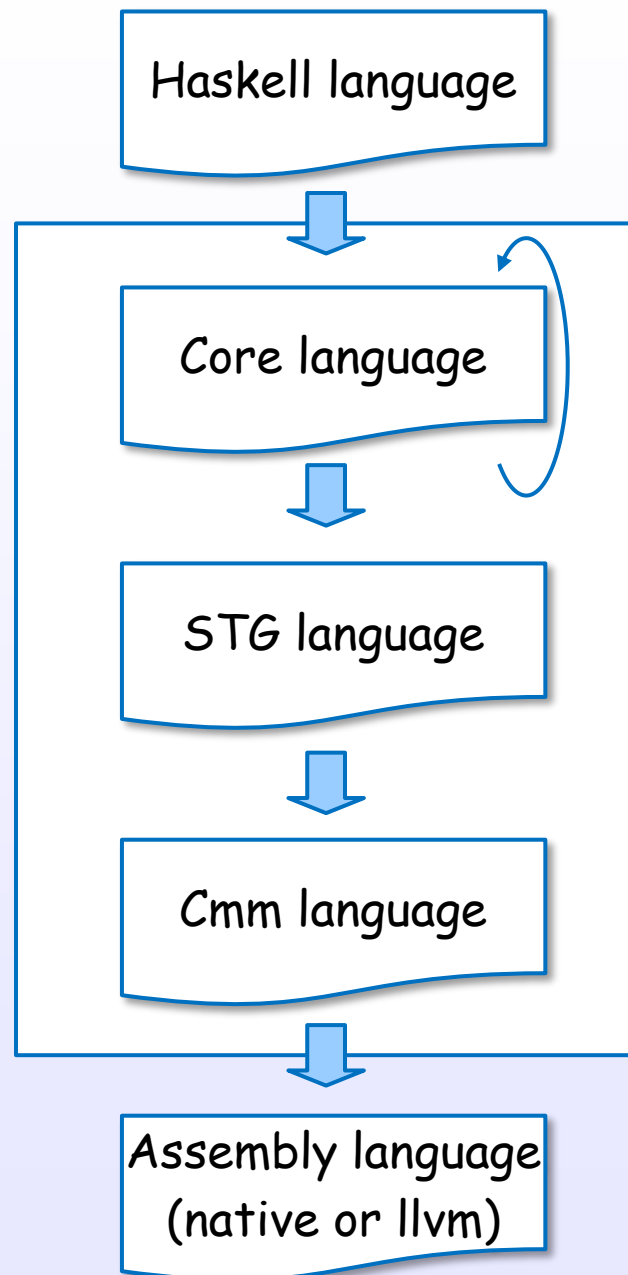 Haskell language
Core language
STG language
Cmm language
Assembly language
(native or llvm)